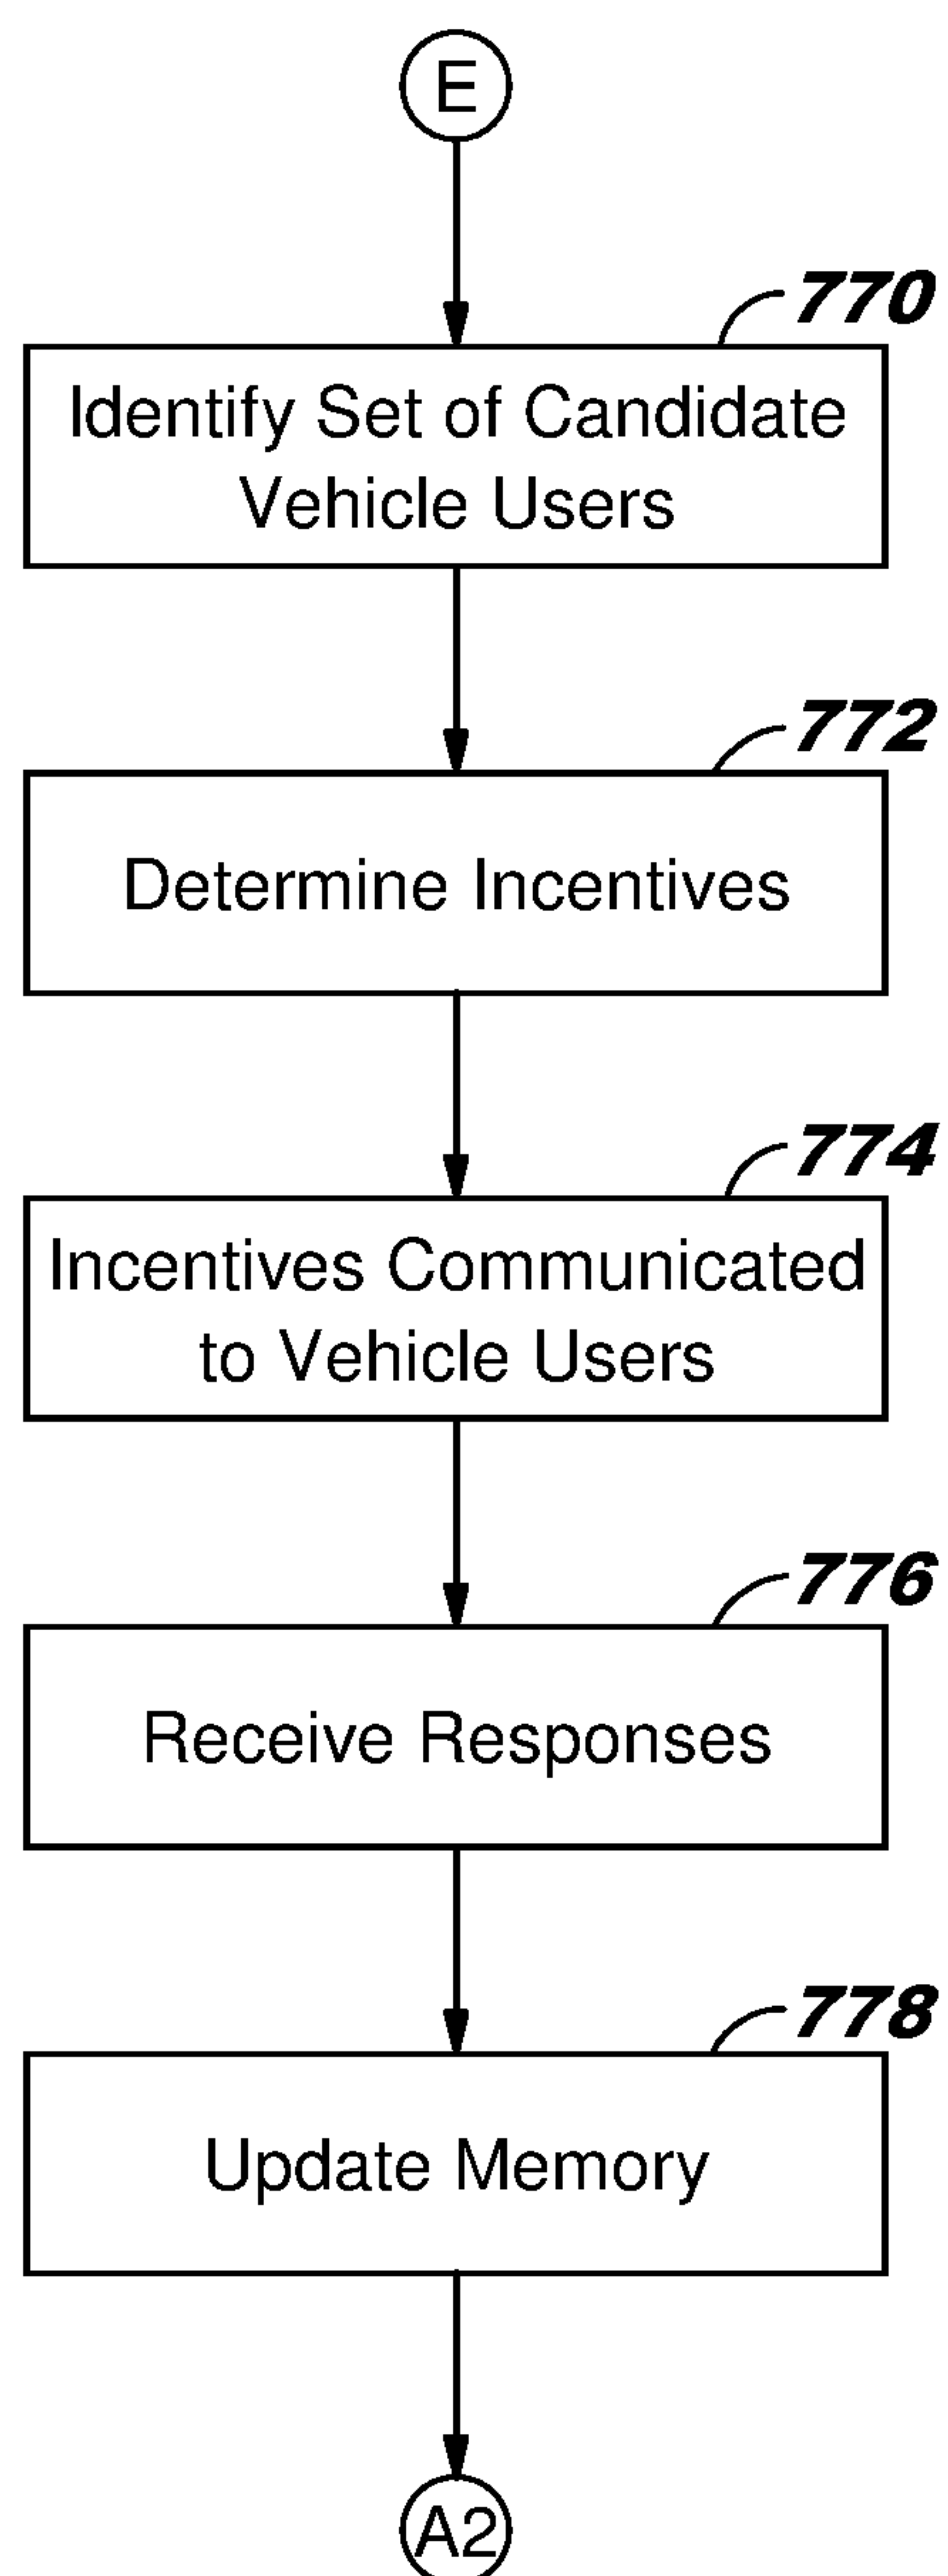 E
770
Identify Set of Candidate
Vehicle Users
772
Determine Incentives
774
Incentives Communicated
to Vehicle Users
776
Receive Responses
778
Update Memory
A2